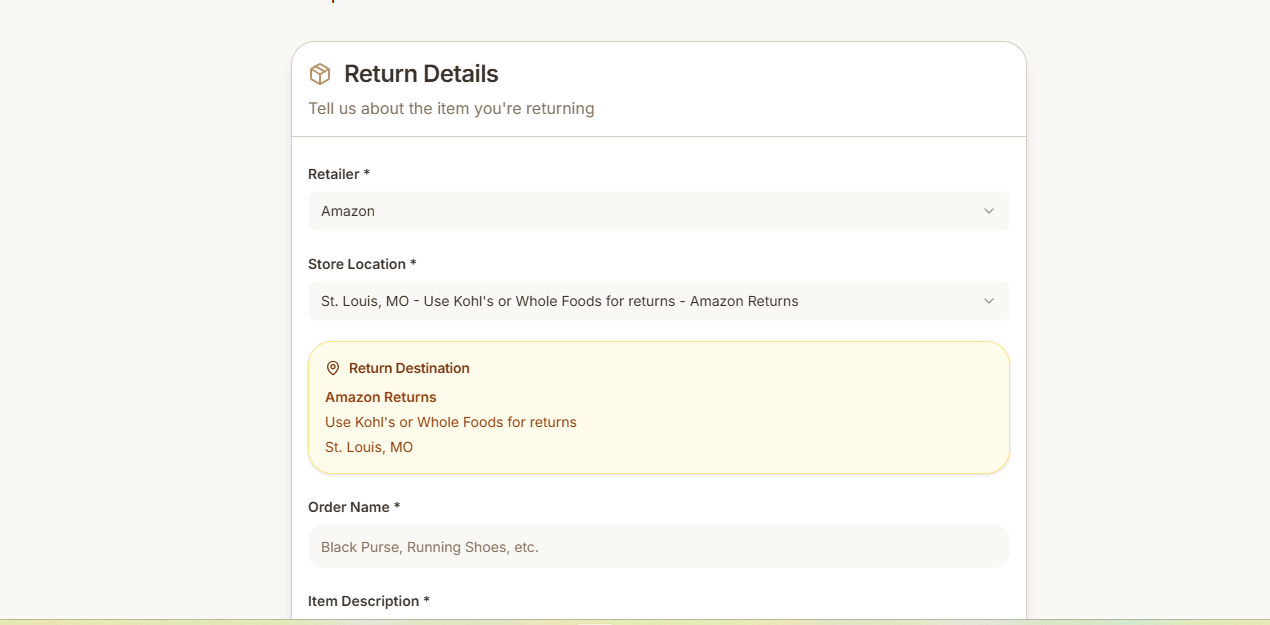 Return Details
Tell us about the item you're returning
Retailer *
Amazon
Store Location *
St. Louis, MO - Use Kohl's or Whole Foods for returns - Amazon Returns
Return Destination
Amazon Returns
Use Kohl's or Whole Foods for returns
St. Louis, MO
Order Name *
Black Purse, Running Shoes, etc.
Item Description *